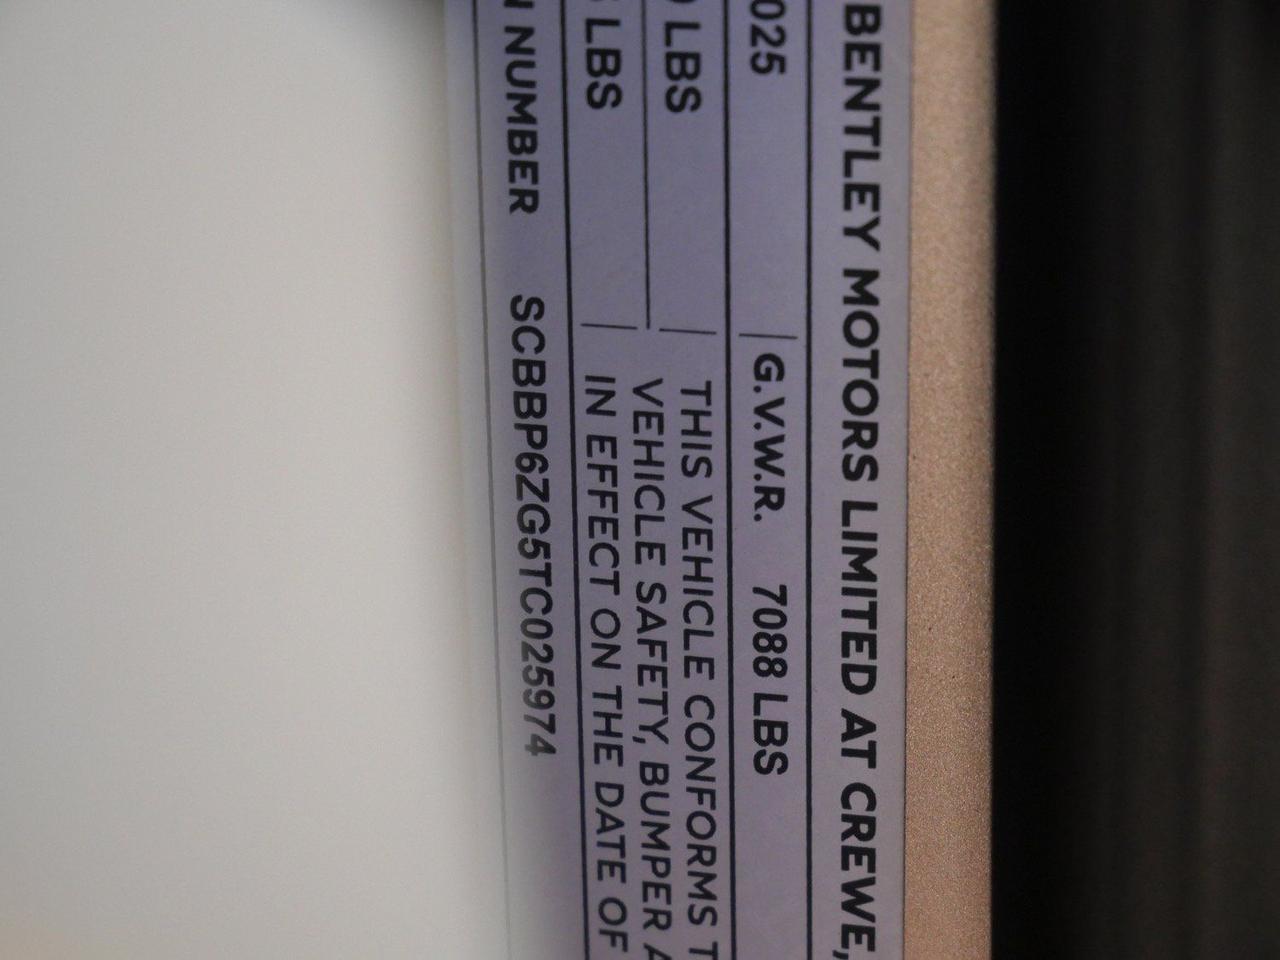 BENTLEY MOTORS LIMITED AT CREWE,
025 G.V.W.R. 7088 LBS
LBS THIS VEHICLE CONFORMS T
VEHICLE SAFETY, BUMPER A
LBS IN EFFECT ON THE DATE OF
N NUMBER SCBBP6ZG5TC025974